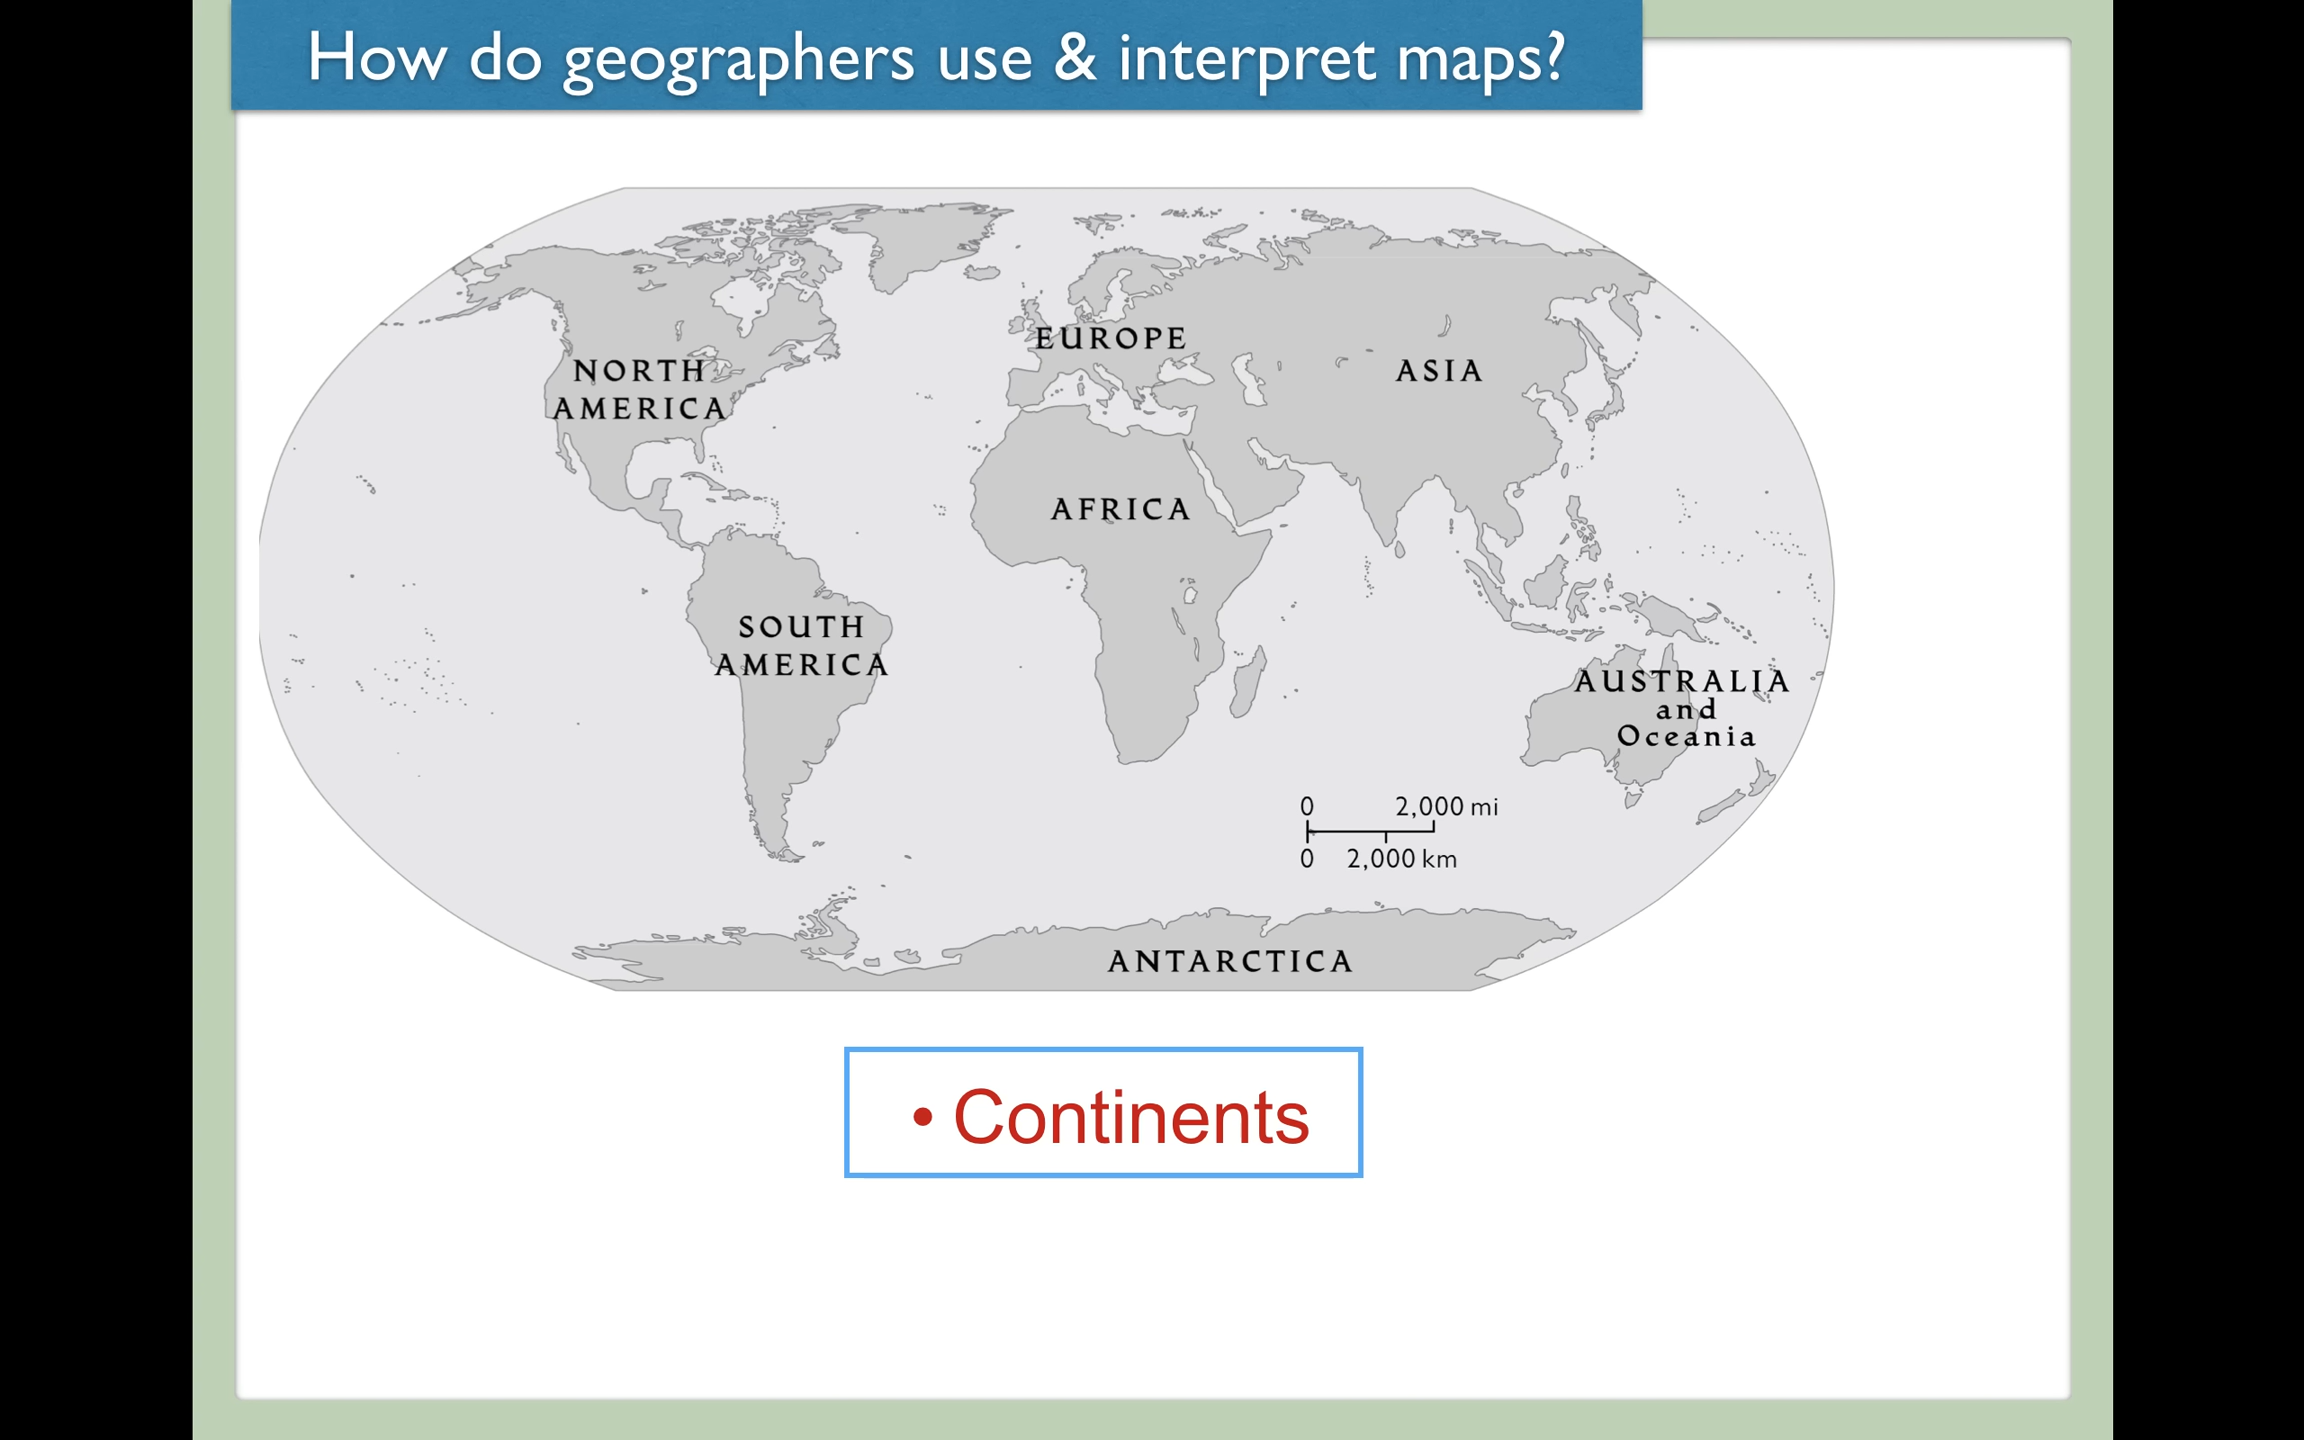 How do geographers use & interpret maps?
EUROPE
NORTH
AMERICA
ASIA
AFRICA
SOUTH
AMERICA
AUSTRALIA
and
Oceania
0 2,000 mi
0 2,000 km
ANTARCTICA
• Continents